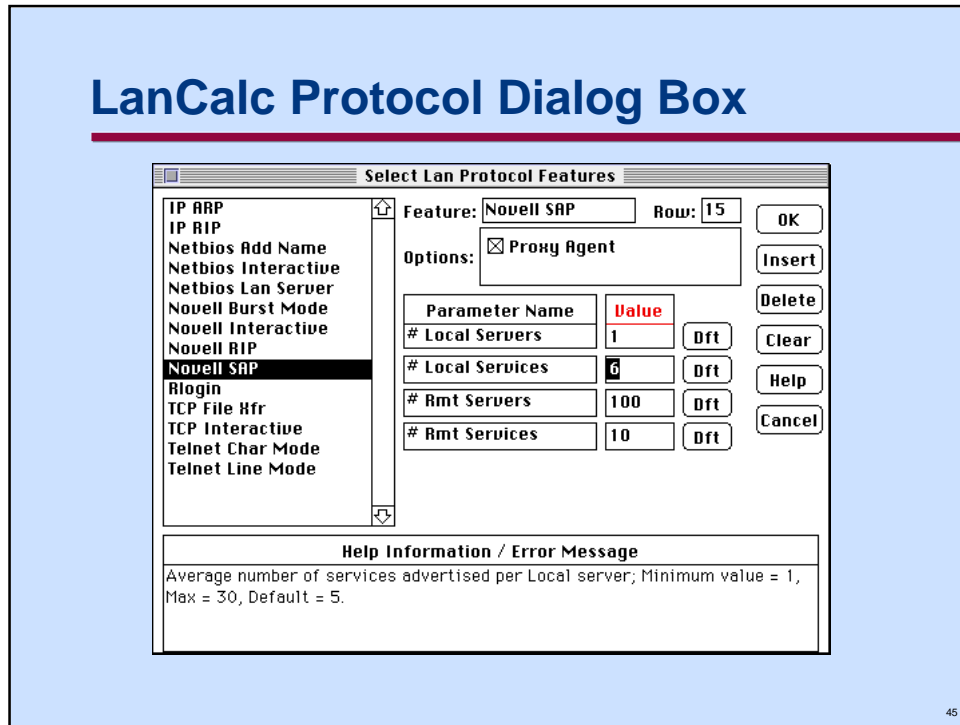 LanCalc Protocol Dialog Box
Select Lan Protocol Features
IP ARP
IP RIP
Netbios Add Name
Netbios Interactive
Netbios Lan Server
Novell Burst Mode
Novell Interactive
Novell RIP
Novell SAP
Rlogin
TCP File Xfr
TCP Interactive
Telnet Char Mode
Telnet Line Mode
Feature: Novell SAP Row: 15
Options: Proxy Agent
Parameter Name Value
# Local Servers 1 Dft
# Local Services 6 Dft
# Rmt Servers 100 Dft
# Rmt Services 10 Dft
OK
Insert
Delete
Clear
Help
Cancel
Help Information / Error Message
Average number of services advertised per Local server; Minimum value = 1,
Max = 30, Default = 5.
45